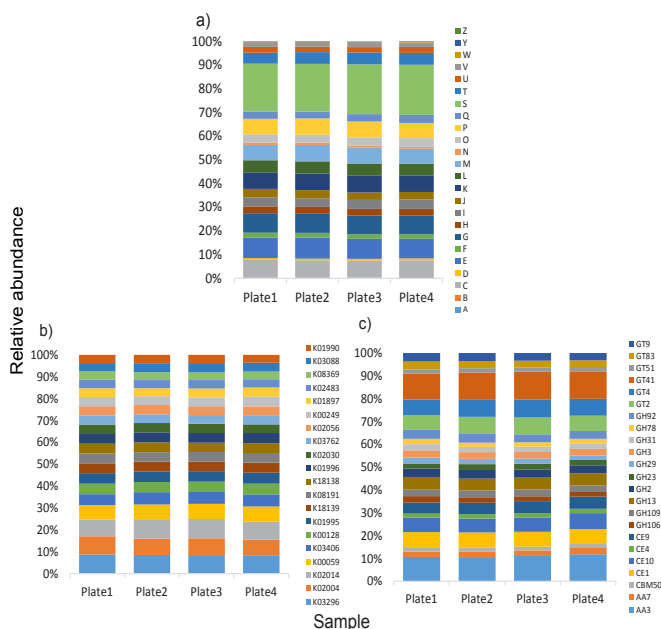 a)
Relative abundance
100%
90%
80%
70%
60%
50%
40%
30%
20%
10%
0%
Plate1 Plate2 Plate3 Plate4
Z
Y
W
V
U
T
S
Q
P
O
N
M
L
K
J
I
H
G
F
E
D
C
B
A
b)
100%
90%
80%
70%
60%
50%
40%
30%
20%
10%
0%
Plate1 Plate2 Plate3 Plate4
K01990
K03088
K08369
K02483
K01897
K00249
K02056
K03762
K02030
K01996
K18138
K08191
K18139
K01995
K00128
K03406
K00059
K02014
K02004
K03296
c)
100%
90%
80%
70%
60%
50%
40%
30%
20%
10%
0%
Plate1 Plate2 Plate3 Plate4
GT9
GT83
GT51
GT41
GT4
GT2
GH92
GH78
GH31
GH3
GH29
GH23
GH2
GH13
GH109
GH106
CE9
CE4
CE10
CE1
CBM50
AA7
AA3
Sample